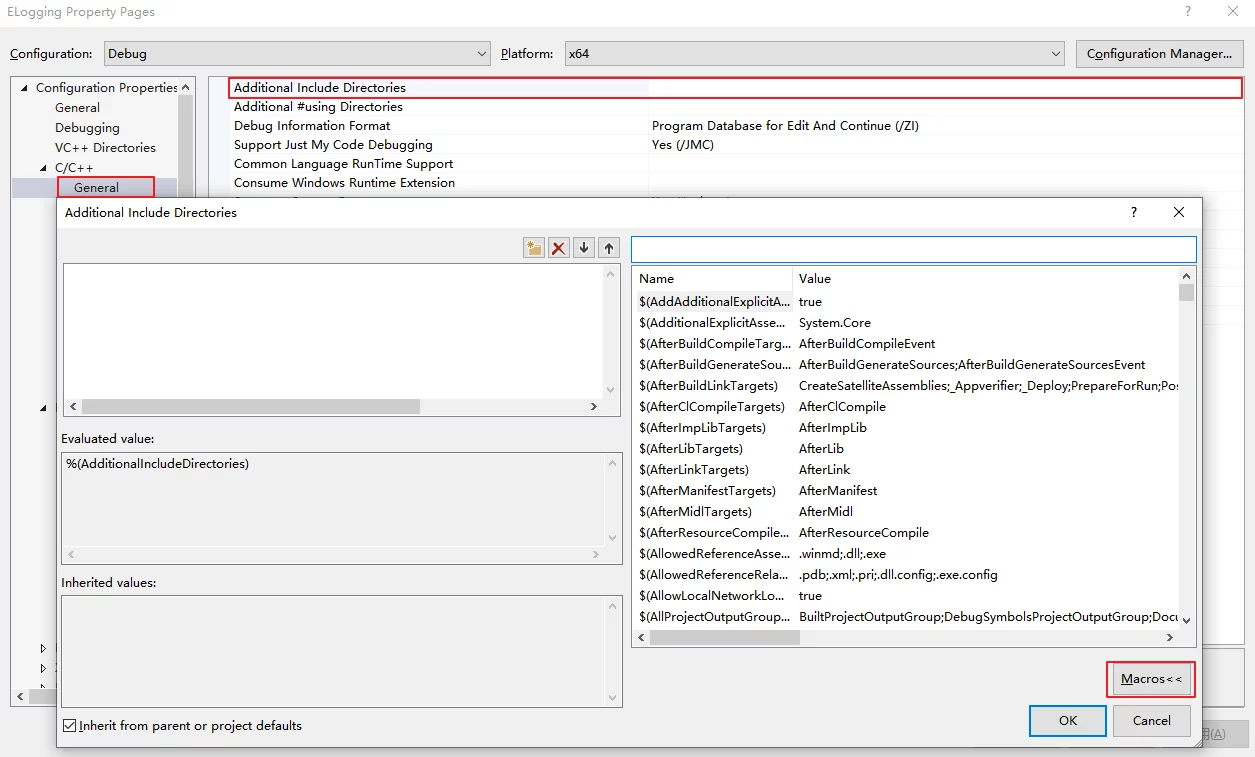 ELogging Property Pages
Configuration: Debug Platform: x64 Configuration Manager...
Configuration Properties
General
Debugging
VC++ Directories
C/C++
General
Additional Include Directories
Additional #using Directories
Debug Information Format Program Database for Edit And Continue (/ZI)
Support Just My Code Debugging Yes (/JMC)
Common Language RunTime Support
Consume Windows Runtime Extension
Additional Include Directories
Name Value
$(AddAdditionalExplicitA... true
$(AdditionalExplicitAsse... System.Core
$(AfterBuildCompileTarg... AfterBuildCompileEvent
$(AfterBuildGenerateSou... AfterBuildGenerateSources;AfterBuildGenerateSourcesEvent
$(AfterBuildLinkTargets) CreateSatelliteAssemblies;_Appverifier;_Deploy;PrepareForRun;Pos
$(AfterClCompileTargets) AfterClCompile
$(AfterImpLibTargets) AfterImpLib
$(AfterLibTargets) AfterLib
$(AfterLinkTargets) AfterLink
$(AfterManifestTargets) AfterManifest
$(AfterMidlTargets) AfterMidl
$(AfterResourceCompile... AfterResourceCompile
$(AllowedReferenceAsse... .winmd;.dll;.exe
$(AllowedReferenceRela... .pdb;.xml;.pri;.dll.config;.exe.config
$(AllowLocalNetworkLo... true
$(AllProjectOutputGroup... BuiltProjectOutputGroup;DebugSymbolsProjectOutputGroup;Docu
Evaluated value:
%(AdditionalIncludeDirectories)
Inherited values:
Inherit from parent or project defaults
Macros<<
OK Cancel
用(A)